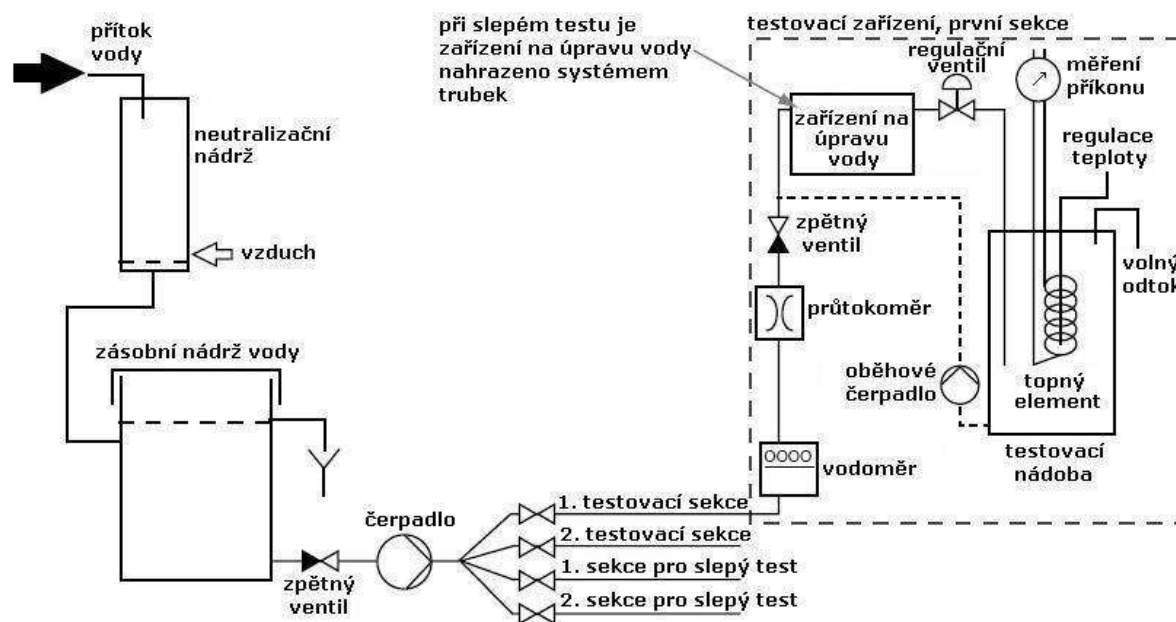 přítok
vody
neutralizační
nádrž
vzduch
zásobní nádrž vody
zpětný
ventil
čerpadlo
1. testovací sekce
2. testovací sekce
1. sekce pro slepý test
2. sekce pro slepý test
při slepém testu je
zařízení na úpravu vody
nahrazeno systémem
trubek
testovací zařízení, první sekce
regulační
ventil
měření
příkonu
zařízení na
úpravu
vody
regulace
teploty
zpětný
ventil
volný
odtok
průtokoměr
oběhové
čerpadlo
topný
element
vodoměr
testovací
nádoba